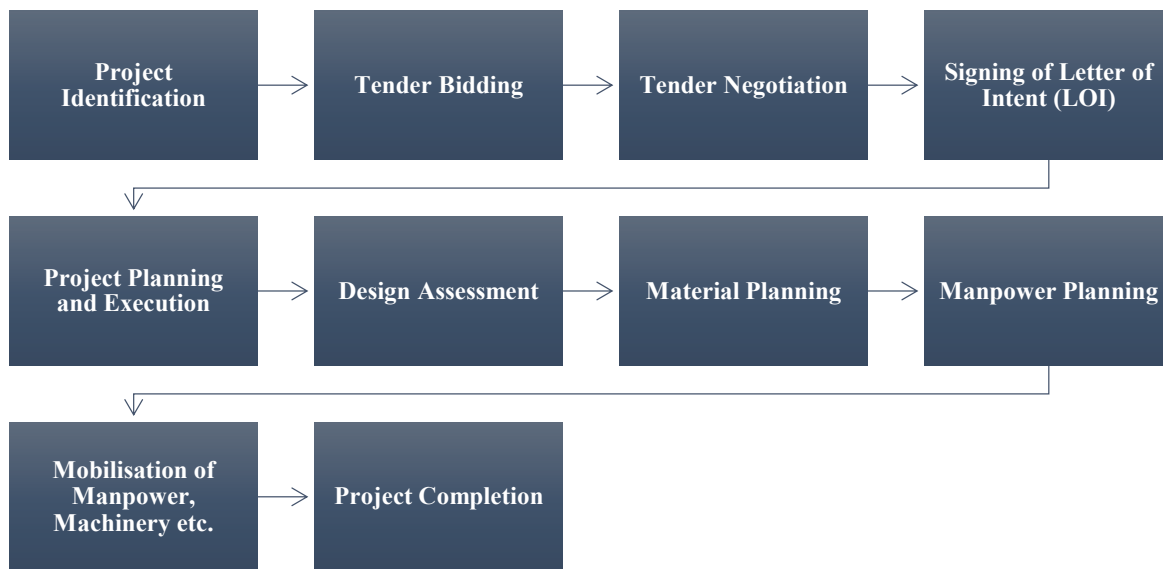 Project
Identification
Tender Bidding
Tender Negotiation
Signing of Letter of
Intent (LOI)
Project Planning
and Execution
Design Assessment
Material Planning
Manpower Planning
Mobilisation of
Manpower,
Machinery etc.
Project Completion